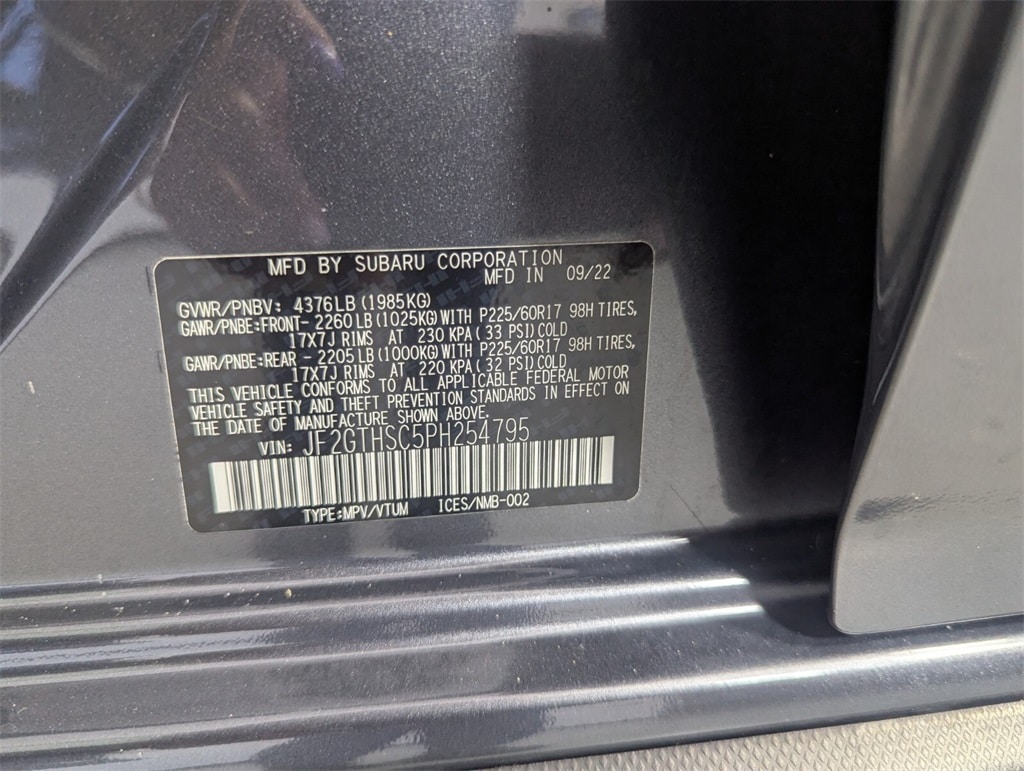 MFD BY SUBARU CORPORATION
MFD IN 09/22
GVWR/PNBV: 4376LB (1985KG)
GAWR/PNBE:FRONT- 2260LB (1025KG) WITH P225/60R17 98H TIRES,
17X7J RIMS AT 230 KPA ( 33 PSI) COLD
GAWR/PNBE:REAR - 2205LB (1000KG) WITH P225/60R17 98H TIRES,
17X7J RIMS AT 220 KPA ( 32 PSI) COLD
THIS VEHICLE CONFORMS TO ALL APPLICABLE FEDERAL MOTOR
VEHICLE SAFETY AND THEFT PREVENTION STANDARDS IN EFFECT ON
THE DATE OF MANUFACTURE SHOWN ABOVE.
VIN: JF2GTHSC5PH254795
TYPE:MPV/VTUM ICES/NMB-002